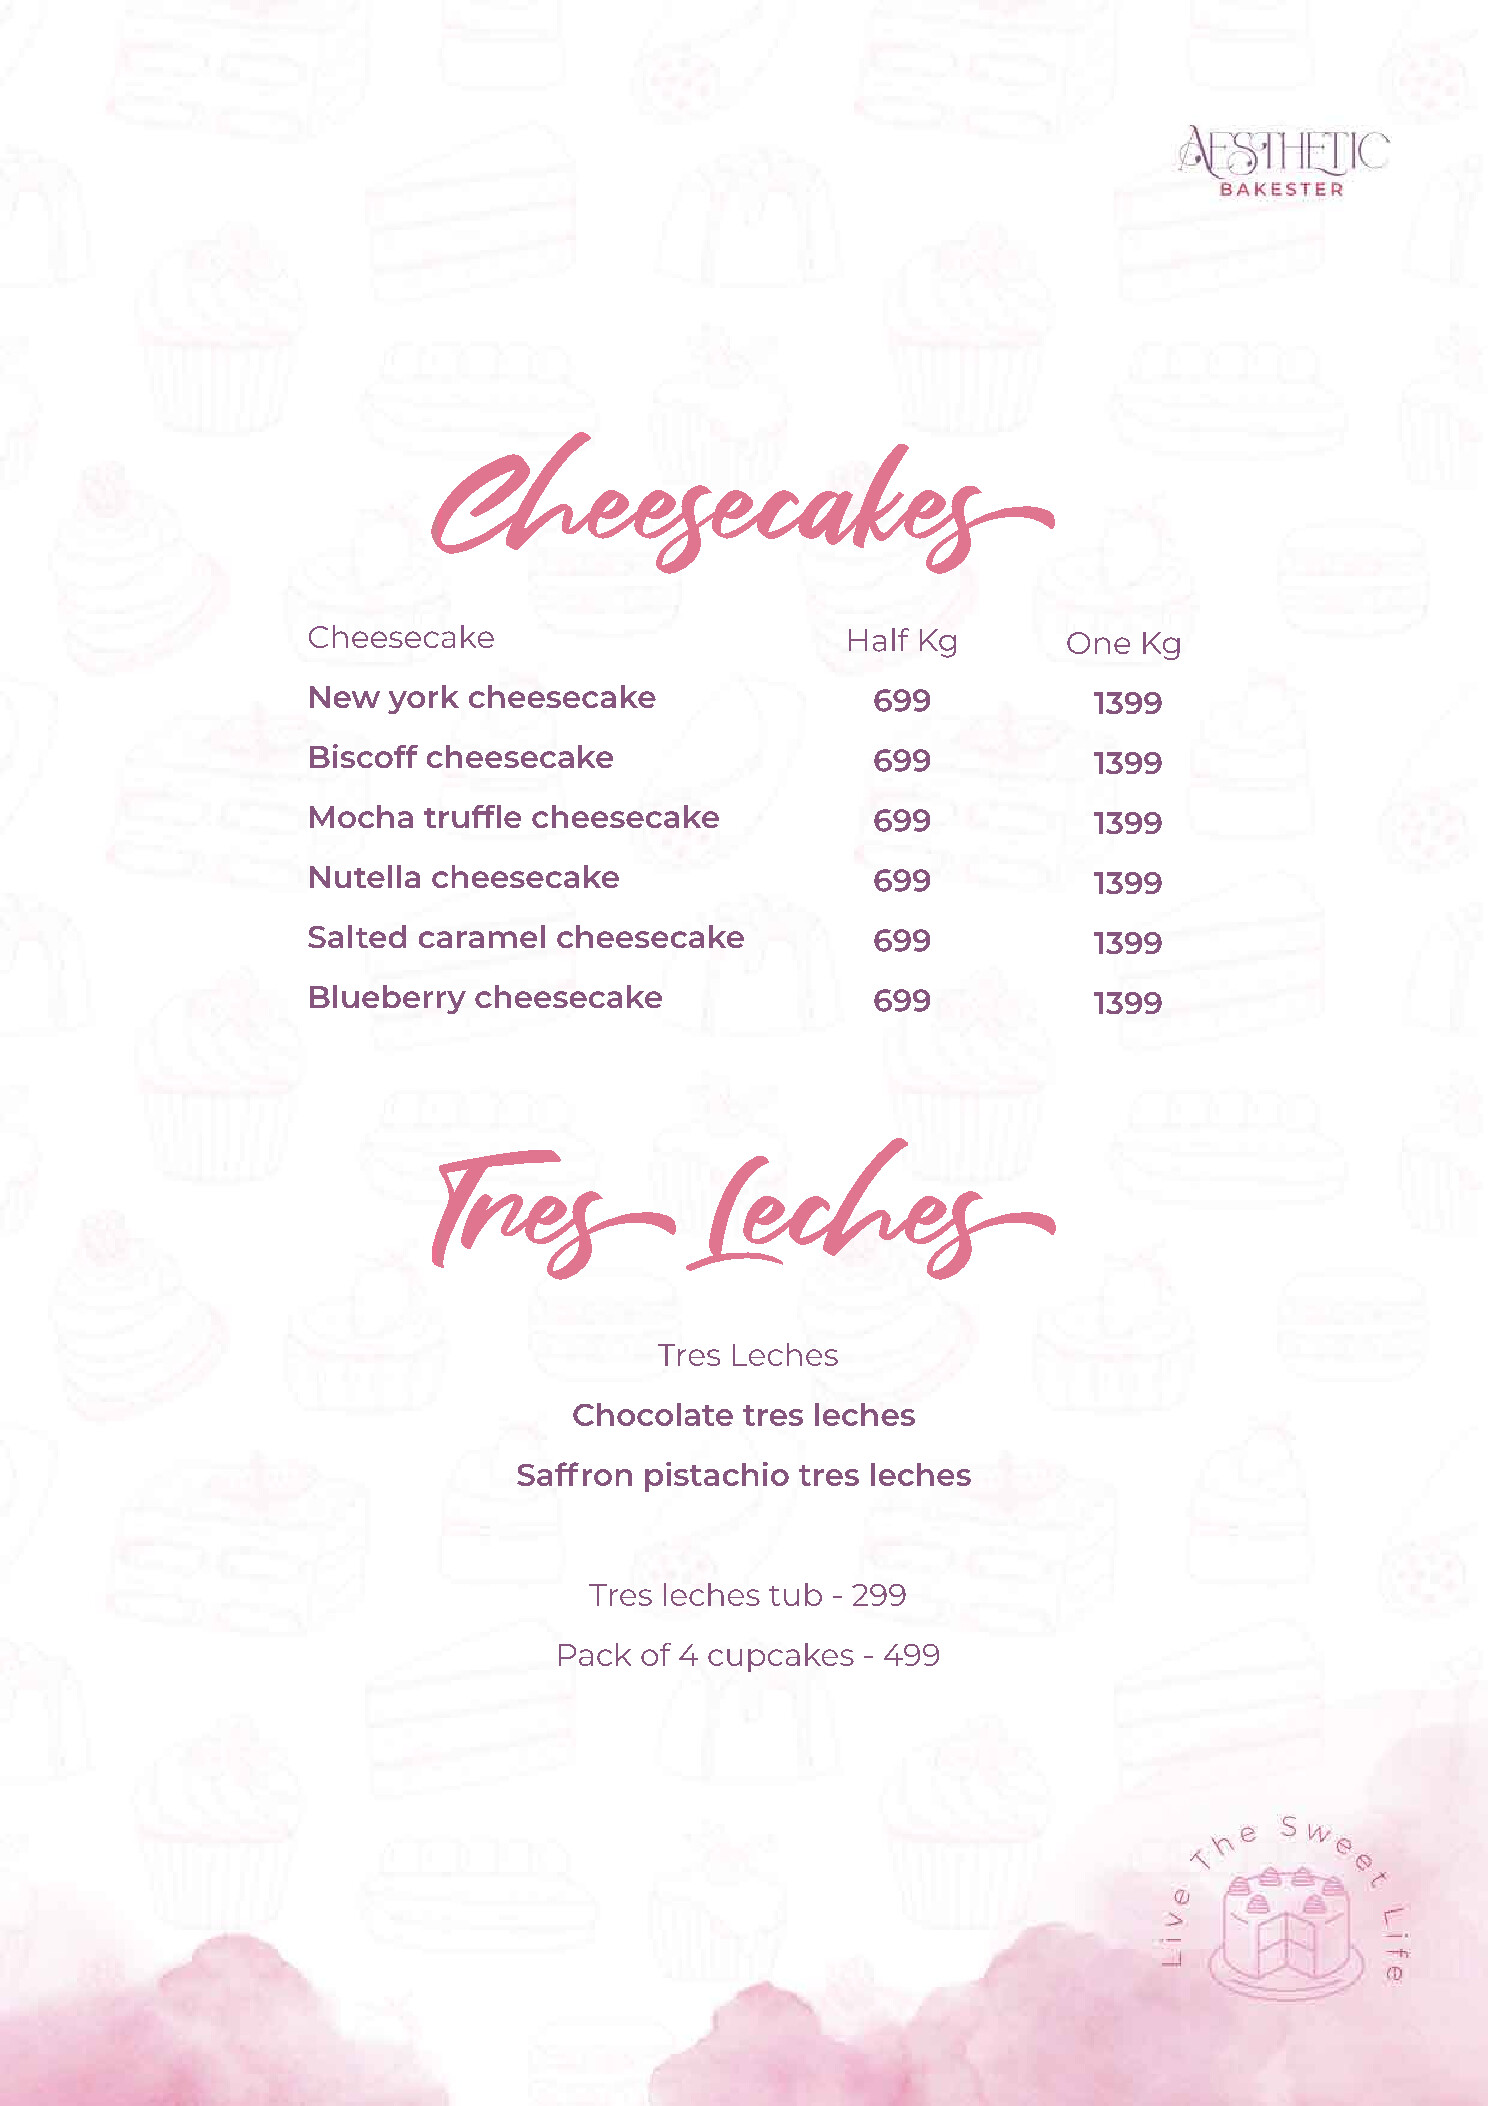 AESTHETIC
BAKESTER
Cheesecakes
Cheesecake Half Kg One Kg
New york cheesecake 699 1399
Biscoff cheesecake 699 1399
Mocha truffle cheesecake 699 1399
Nutella cheesecake 699 1399
Salted caramel cheesecake 699 1399
Blueberry cheesecake 699 1399
Tres Leches
Tres Leches
Chocolate tres leches
Saffron pistachio tres leches
Tres leches tub - 299
Pack of 4 cupcakes - 499
Live The Sweet Life